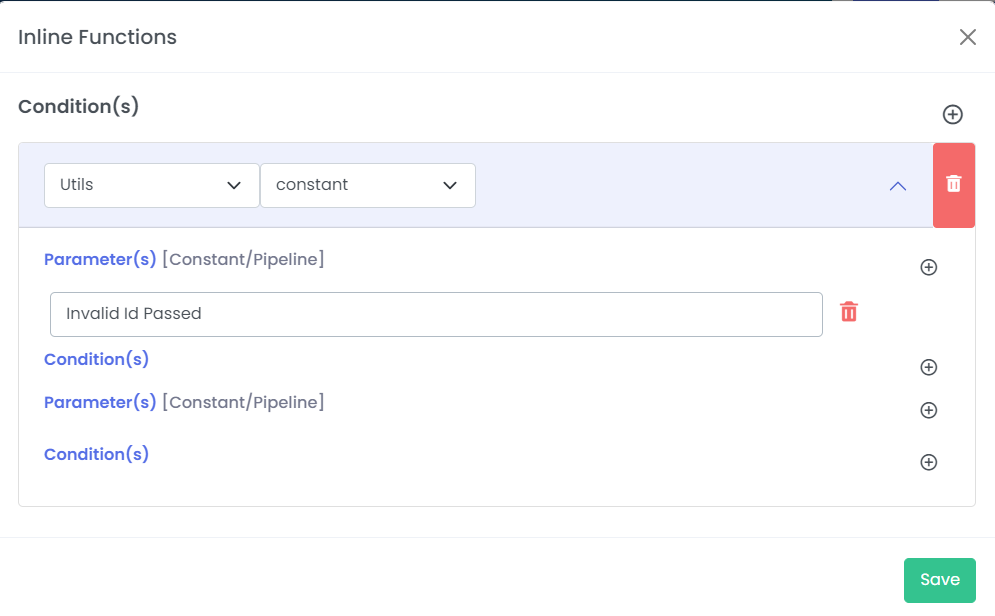 Inline Functions
Condition(s)
Utils constant
Parameter(s) [Constant/Pipeline]
Invalid Id Passed
Condition(s)
Parameter(s) [Constant/Pipeline]
Condition(s)
Save